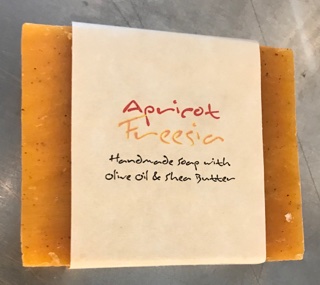 Apricot
Freesia
Handmade soap with
Olive Oil & Shea Butter